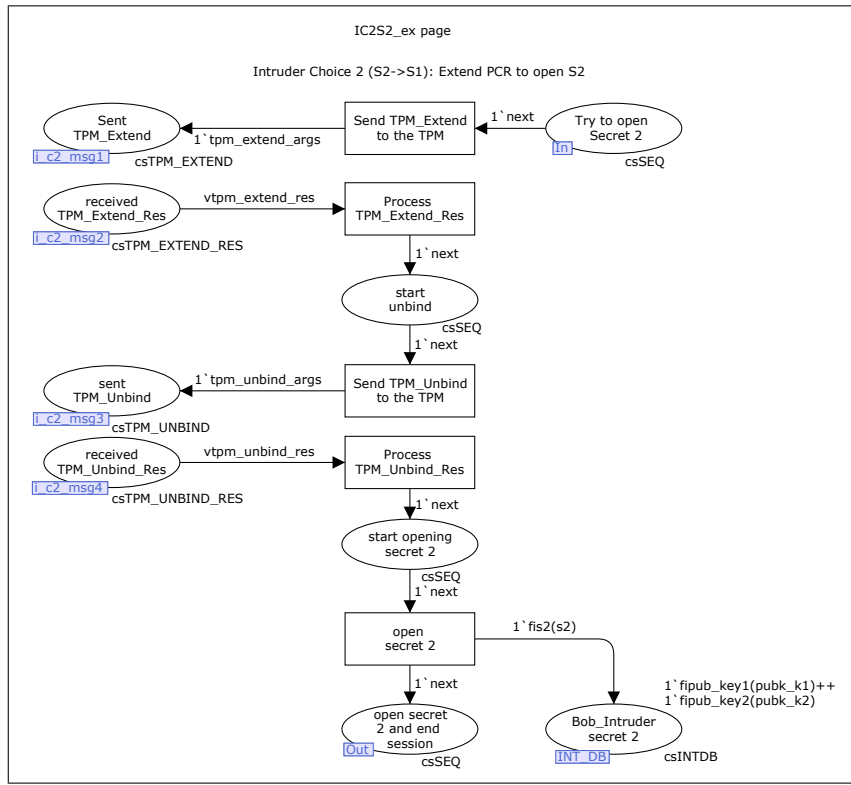 IC2S2_ex page
Intruder Choice 2 (S2->S1): Extend PCR to open S2
Sent
TPM_Extend
i_c2_msg1
csTPM_EXTEND
1`tpm_extend_args
Send TPM_Extend
to the TPM
1`next
Try to open
Secret 2
In
csSEQ
received
TPM_Extend_Res
i_c2_msg2
csTPM_EXTEND_RES
vtpm_extend_res
Process
TPM_Extend_Res
1`next
start
unbind
csSEQ
1`next
sent
TPM_Unbind
i_c2_msg3
csTPM_UNBIND
1`tpm_unbind_args
Send TPM_Unbind
to the TPM
received
TPM_Unbind_Res
i_c2_msg4
csTPM_UNBIND_RES
vtpm_unbind_res
Process
TPM_Unbind_Res
1`next
start opening
secret 2
csSEQ
1`next
open
secret 2
1`fis2(s2)
1`next
open secret
2 and end
session
Out
csSEQ
1`fipub_key1(pubk_k1)++
1`fipub_key2(pubk_k2)
Bob_Intruder
secret 2
INT_DB
csINTDB